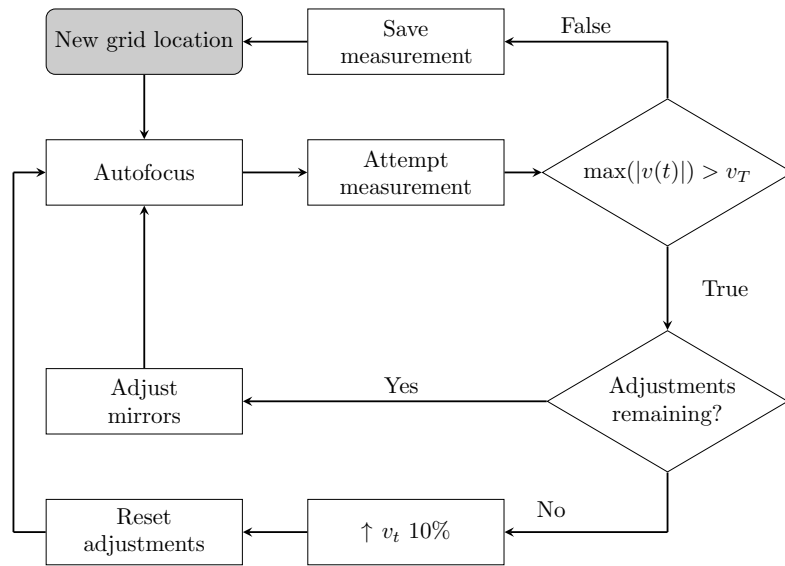 New grid location
Save
measurement
False
Autofocus
Attempt
measurement
max(|v(t)|) > v_T
True
Adjust
mirrors
Yes
Adjustments
remaining?
Reset
adjustments
↑ v_t 10%
No